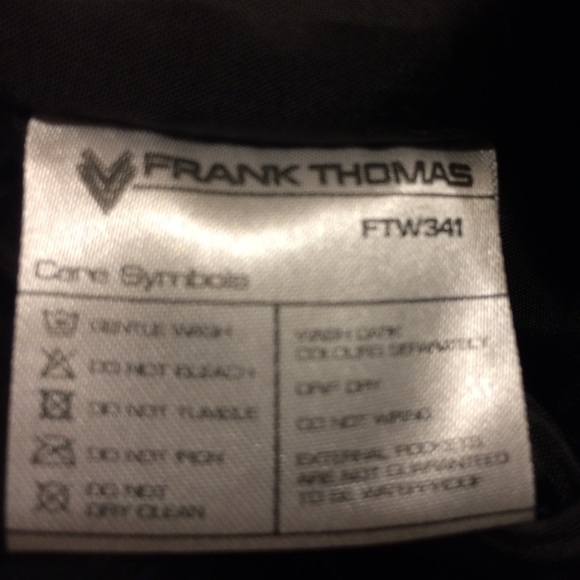 FRANK THOMAS
FTW341
Care Symbols
GENTLE WASH
DO NOT BLEACH
DO NOT TUMBLE
DO NOT IRON
DO NOT
DRY CLEAN
WASH DARK
COLOURS SEPARATELY
DRIP DRY
DO NOT WRING
EXTERNAL POCKETS
ARE NOT GUARANTEED
TO BE WATERPROOF